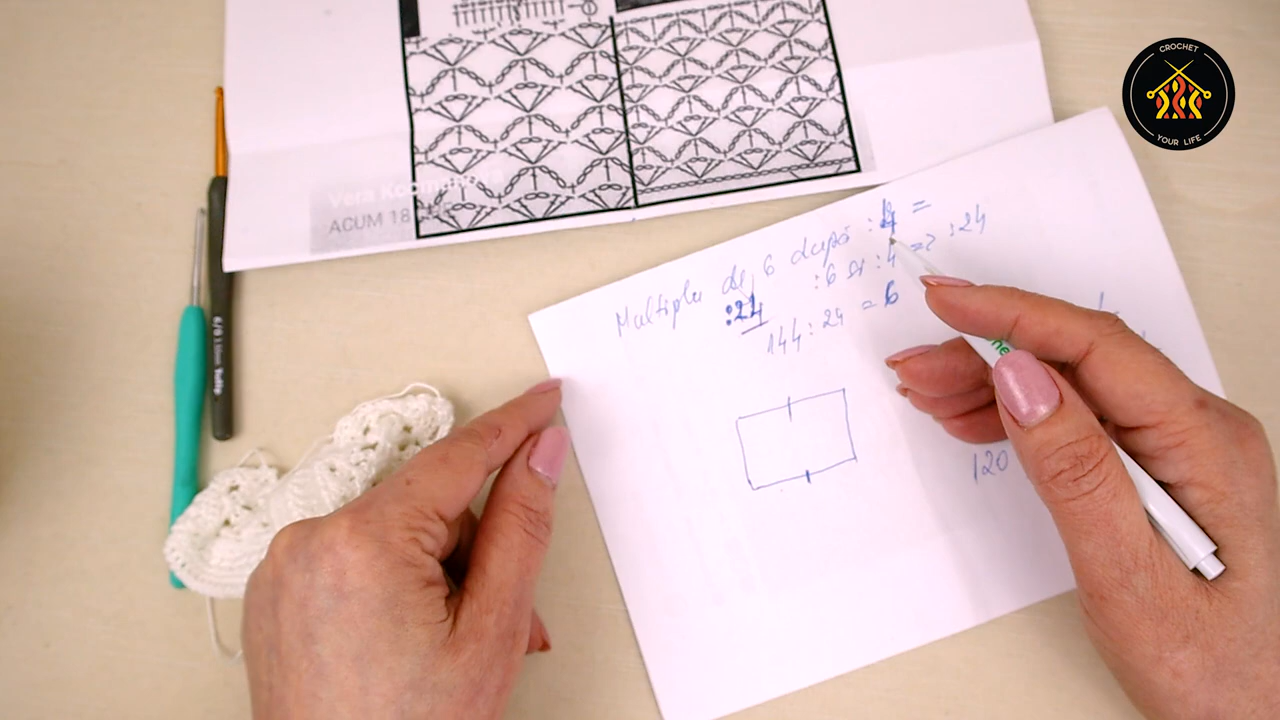 CROCHET
YOUR LIFE
ACUM 18
Multiplu de 6 după :4 =
:6 și :4 =? :24
:24
144 : 24 = 6
120